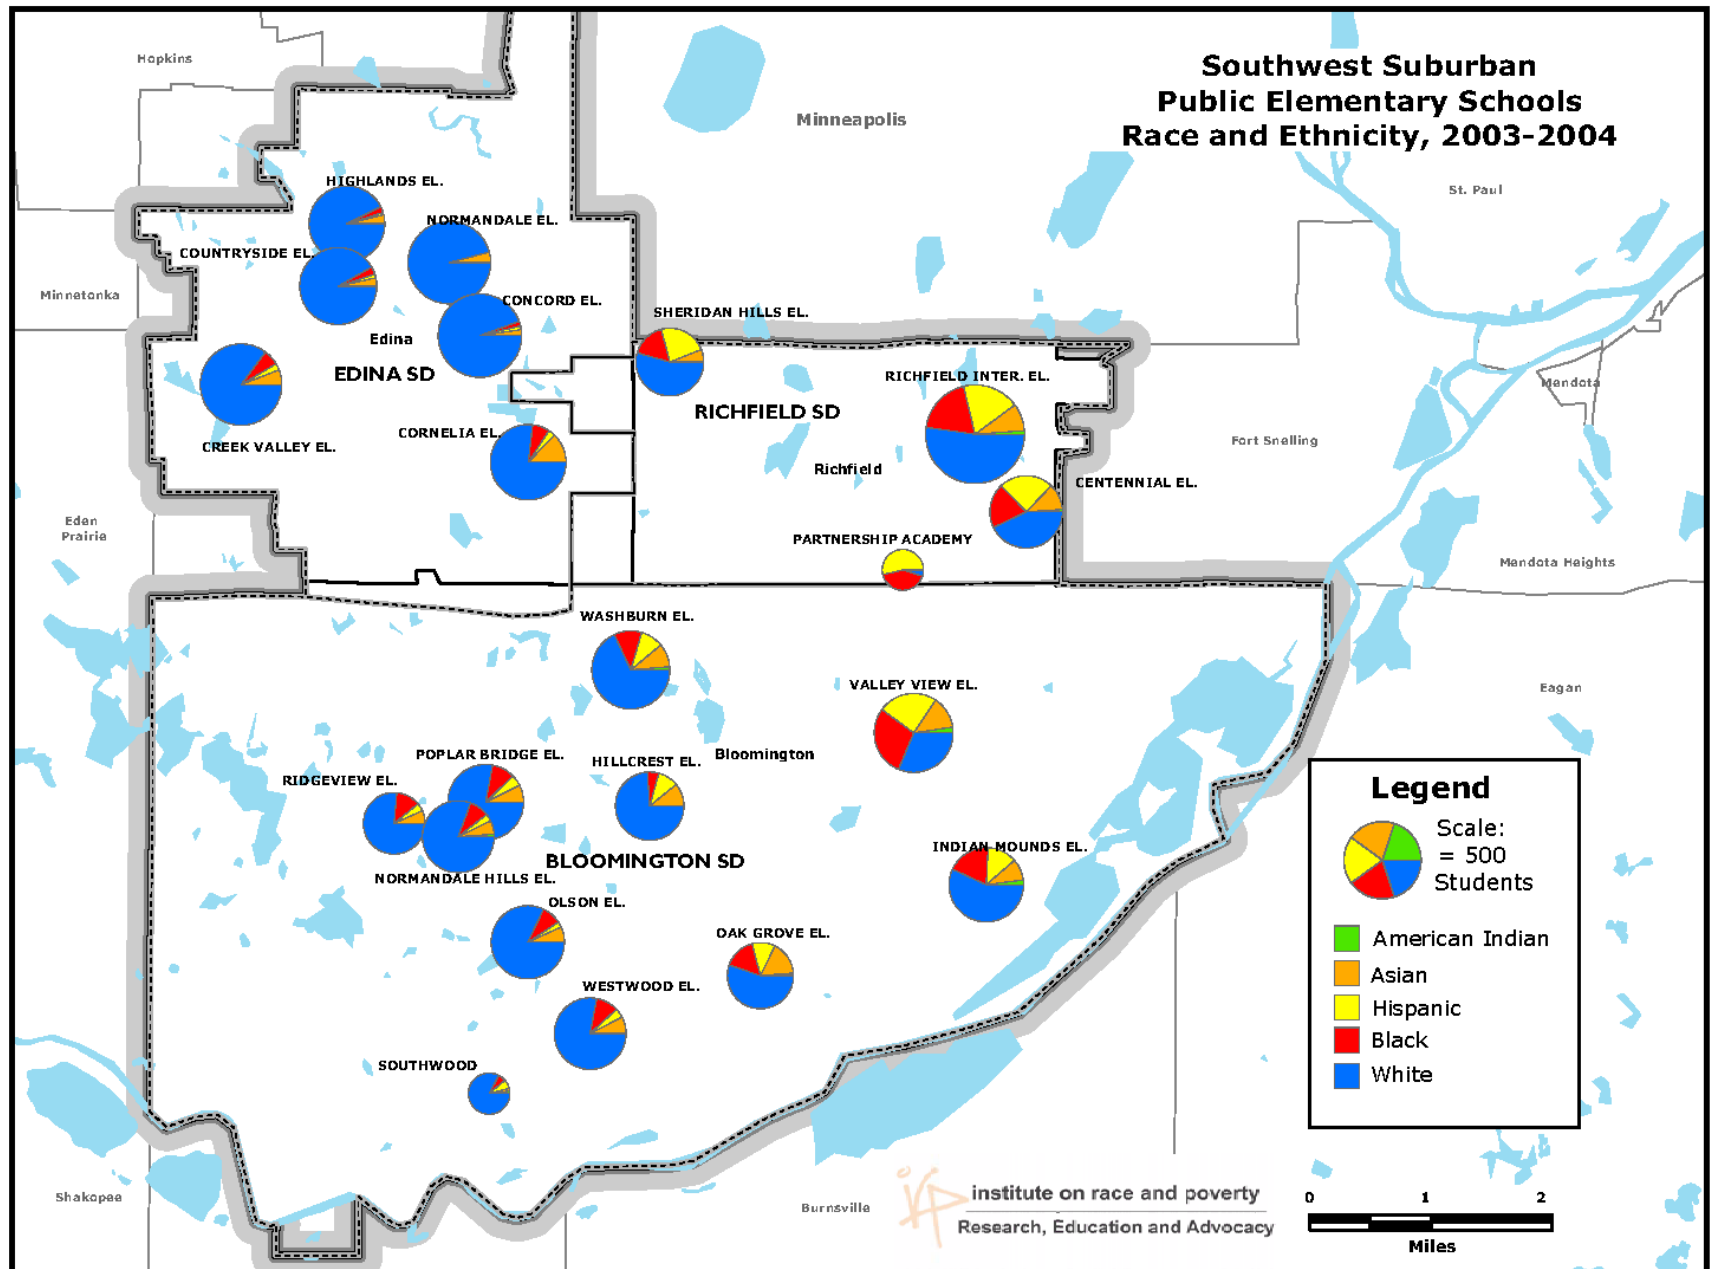 Southwest Suburban
Public Elementary Schools
Race and Ethnicity, 2003-2004
Hopkins
Minneapolis
St. Paul
HIGHLANDS EL.
NORMANDALE EL.
COUNTRYSIDE EL.
Minnetonka
CONCORD EL.
SHERIDAN HILLS EL.
Edina
EDINA SD
RICHFIELD INTER. EL.
Mendota
RICHFIELD SD
CORNELIA EL.
CREEK VALLEY EL.
Fort Snelling
Richfield
CENTENNIAL EL.
Eden
Prairie
PARTNERSHIP ACADEMY
Mendota Heights
WASHBURN EL.
VALLEY VIEW EL.
Eagan
POPLAR BRIDGE EL.
HILLCREST EL.
Bloomington
RIDGEVIEW EL.
INDIAN MOUNDS EL.
BLOOMINGTON SD
NORMANDALE HILLS EL.
OLSON EL.
OAK GROVE EL.
WESTWOOD EL.
SOUTHWOOD
Legend
Scale:
= 500
Students
American Indian
Asian
Hispanic
Black
White
Shakopee
Burnsville
irp
institute on race and poverty
Research, Education and Advocacy
0 1 2
Miles